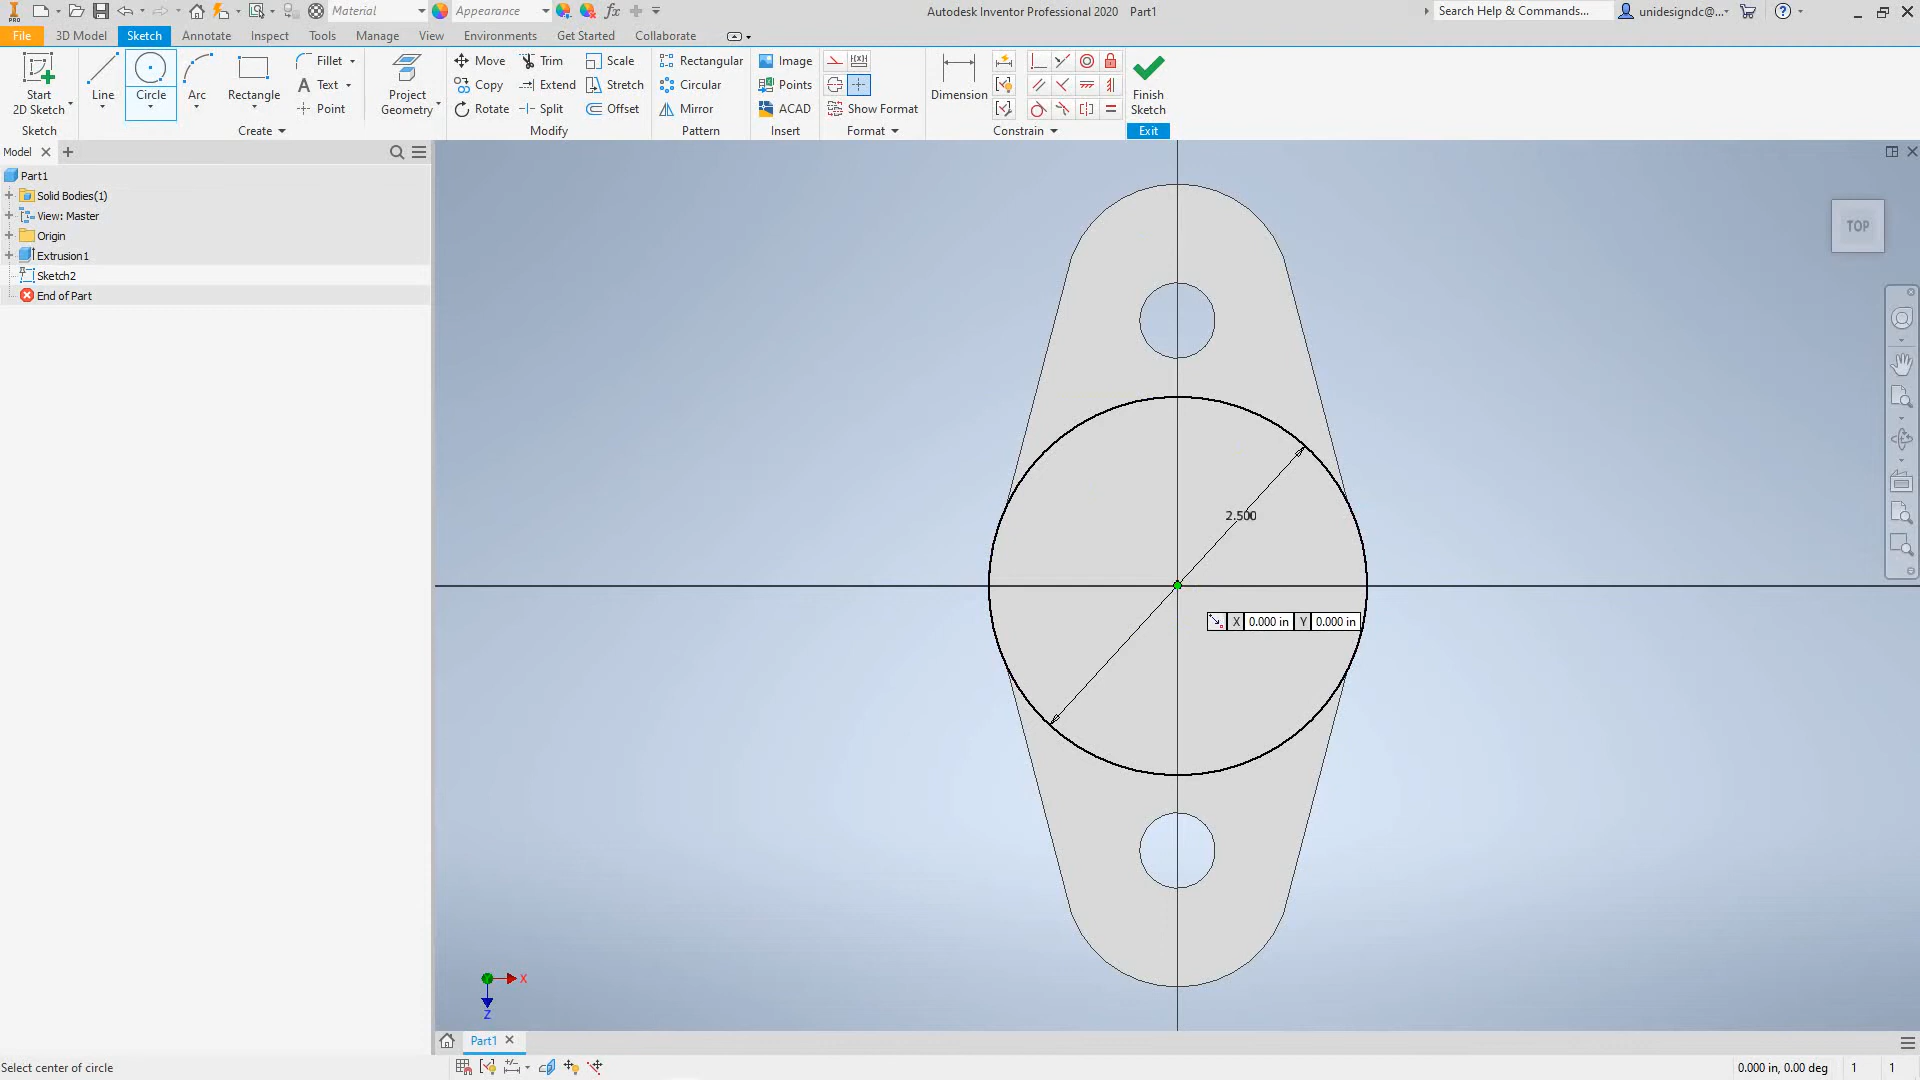 Material
Appearance
fx
Autodesk Inventor Professional 2020 Part1
Search Help & Commands...
unidesigndc@...
PRO
File
3D Model
Sketch
Annotate
Inspect
Tools
Manage
View
Environments
Get Started
Collaborate
Start
2D Sketch
Sketch
Line
Circle
Arc
Rectangle
Fillet
Text
Point
Create
Project
Geometry
Move
Copy
Rotate
Trim
Extend
Split
Scale
Stretch
Offset
Modify
Rectangular
Circular
Mirror
Pattern
Image
Points
ACAD
Insert
Show Format
Format
Dimension
Constrain
Finish
Sketch
Exit
Model
Part1
Solid Bodies(1)
View: Master
Origin
Extrusion1
Sketch2
End of Part
TOP
2.500
X 0.000 in Y 0.000 in
X
Z
Part1
Select center of circle
0.000 in, 0.00 deg 1 1